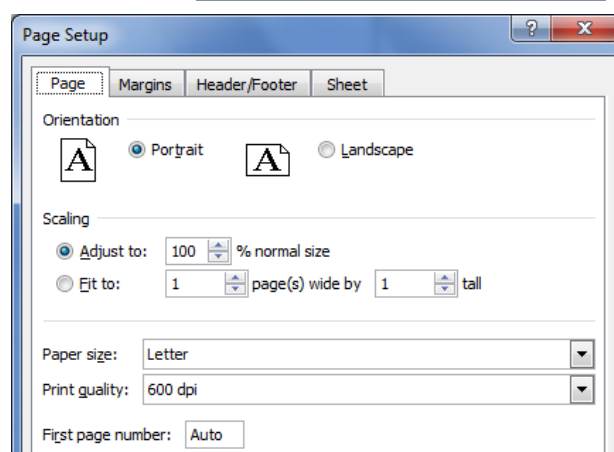 Page Setup ? X
Page Margins Header/Footer Sheet
Orientation
A Portrait A Landscape
Scaling
Adjust to: 100 % normal size
Fit to: 1 page(s) wide by 1 tall
Paper size: Letter
Print quality: 600 dpi
First page number: Auto